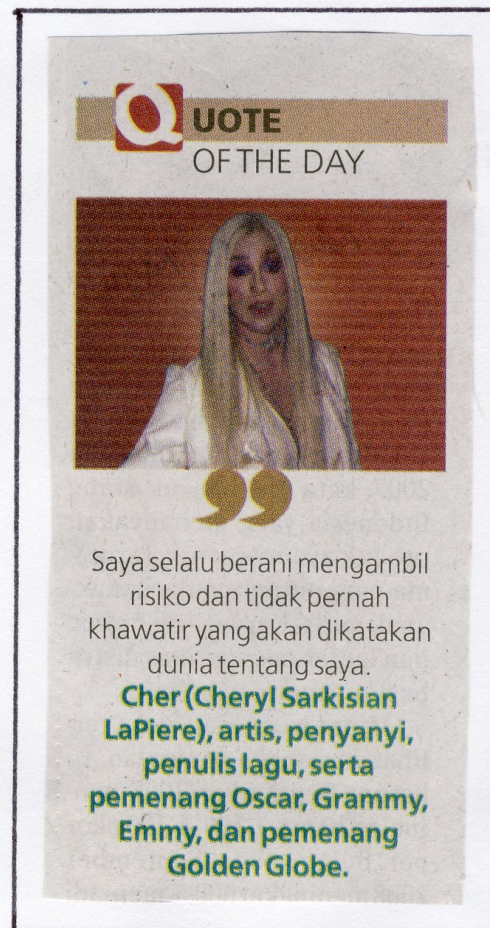 QUOTE
OF THE DAY
Saya selalu berani mengambil
risiko dan tidak pernah
khawatir yang akan dikatakan
dunia tentang saya.
Cher (Cheryl Sarkisian
LaPiere), artis, penyanyi,
penulis lagu, serta
pemenang Oscar, Grammy,
Emmy, dan pemenang
Golden Globe.